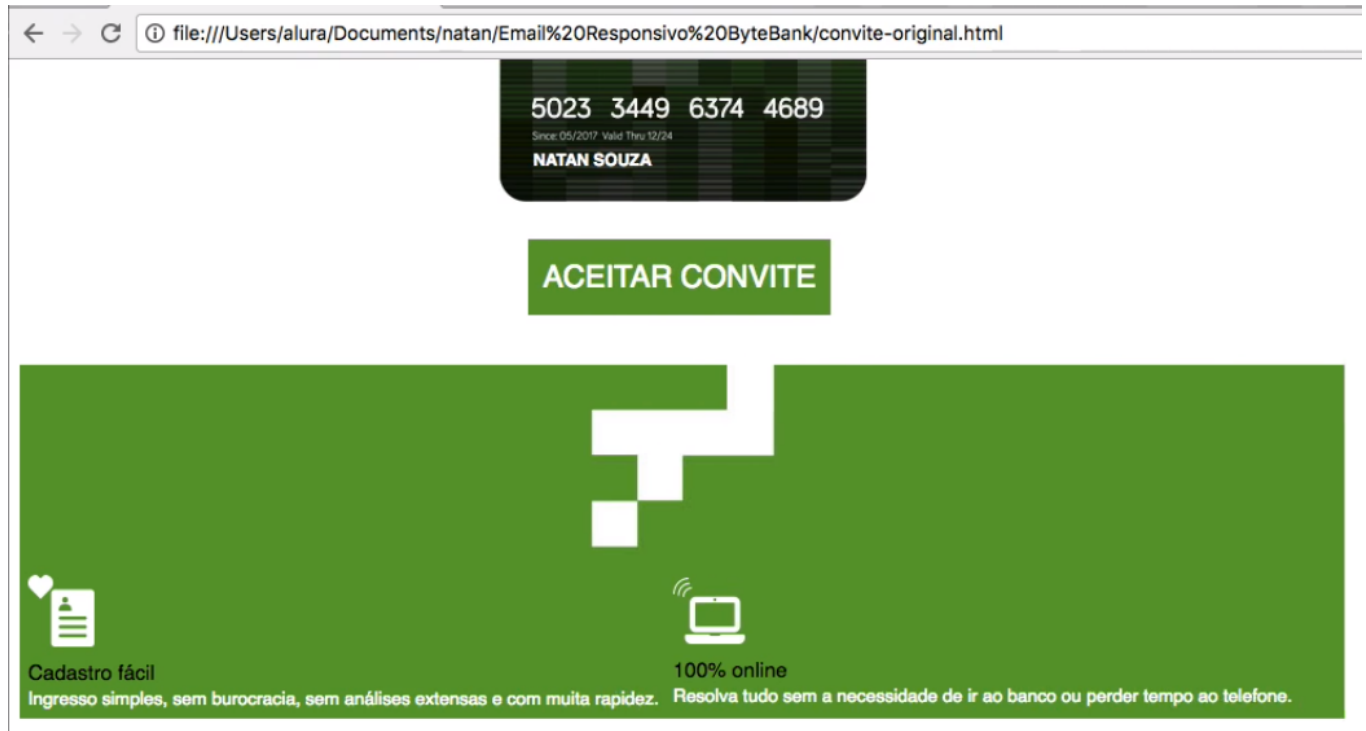 file:///Users/alura/Documents/natan/Email%20Responsivo%20ByteBank/convite-original.html
5023 3449 6374 4689
Since: 05/2017 Valid Thru 12/24
NATAN SOUZA
ACEITAR CONVITE
Cadastro fácil
Ingresso simples, sem burocracia, sem análises extensas e com muita rapidez.
100% online
Resolva tudo sem a necessidade de ir ao banco ou perder tempo ao telefone.